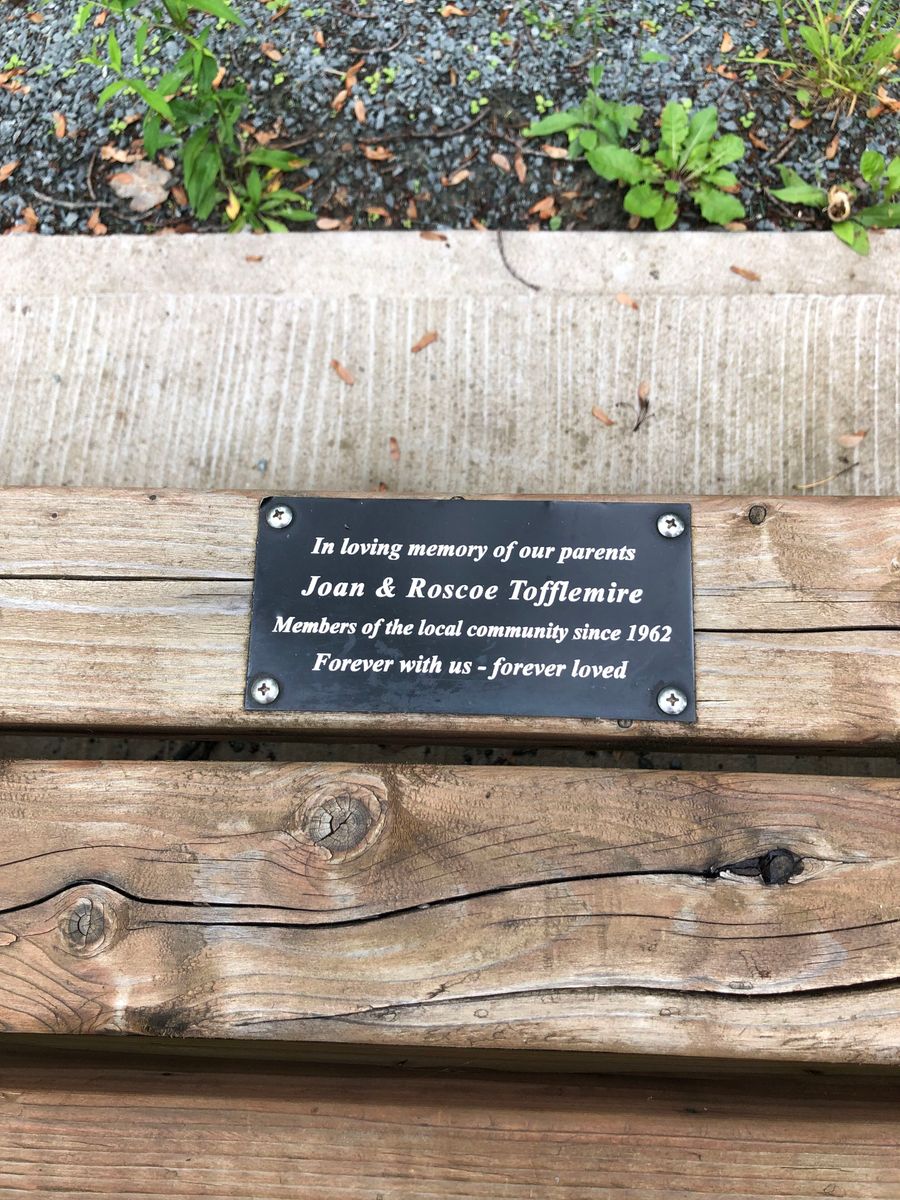 In loving memory of our parents
Joan & Roscoe Tofflemire
Members of the local community since 1962
Forever with us - forever loved